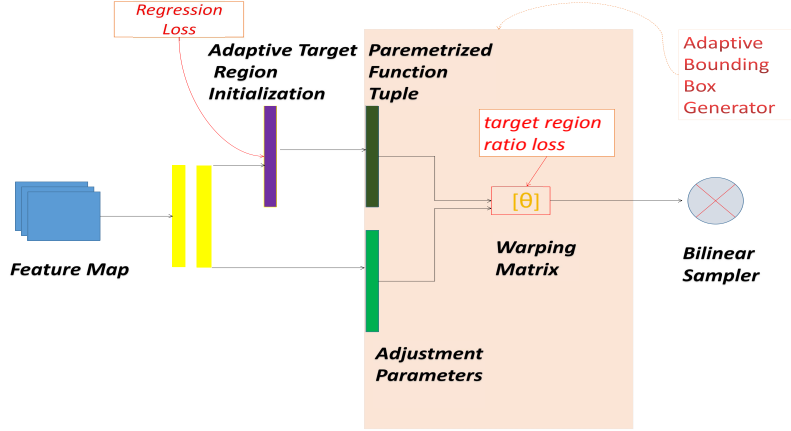 Regression
Loss
Adaptive Target
Region
Initialization
Paremetrized
Function
Tuple
Adaptive
Bounding
Box
Generator
target region
ratio loss
[θ]
Feature Map
Warping
Matrix
Bilinear
Sampler
Adjustment
Parameters